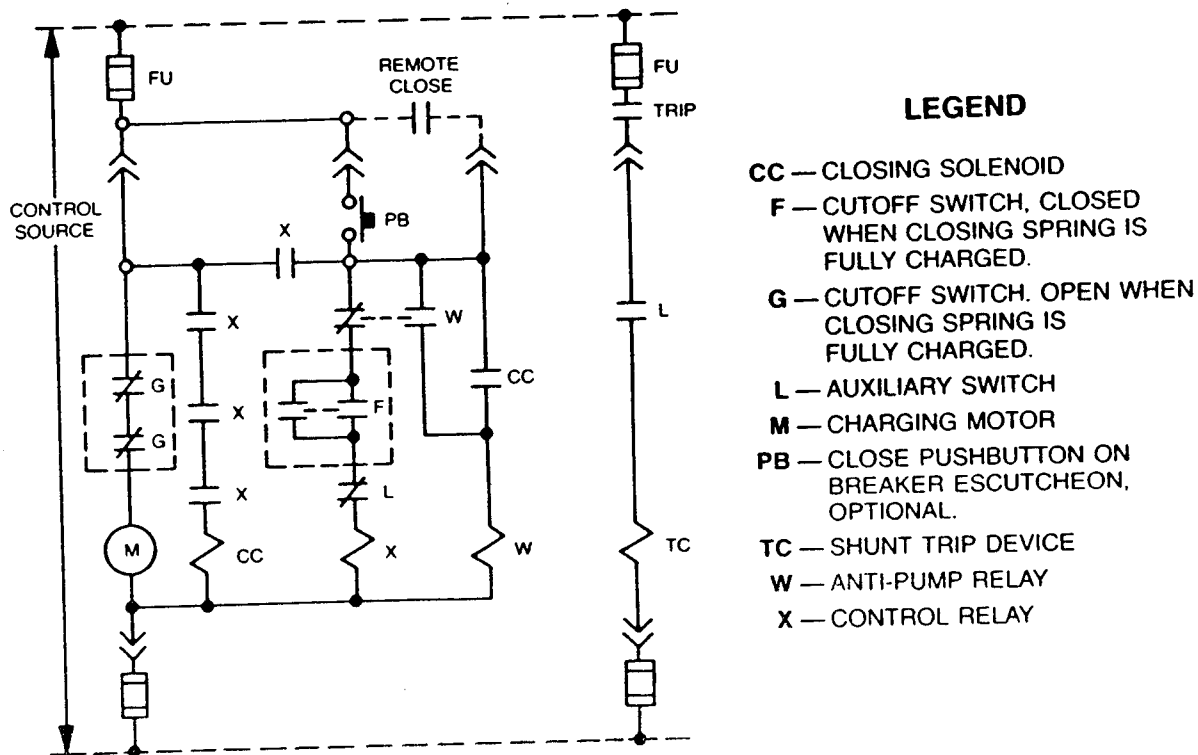 FU
REMOTE
CLOSE
FU
TRIP
CONTROL
SOURCE
PB
X
X
W
L
G
CC
X
F
G
X
L
M
CC
X
W
TC
LEGEND
CC — CLOSING SOLENOID
F — CUTOFF SWITCH, CLOSED
WHEN CLOSING SPRING IS
FULLY CHARGED.
G — CUTOFF SWITCH. OPEN WHEN
CLOSING SPRING IS
FULLY CHARGED.
L — AUXILIARY SWITCH
M — CHARGING MOTOR
PB — CLOSE PUSHBUTTON ON
BREAKER ESCUTCHEON,
OPTIONAL.
TC — SHUNT TRIP DEVICE
W — ANTI-PUMP RELAY
X — CONTROL RELAY